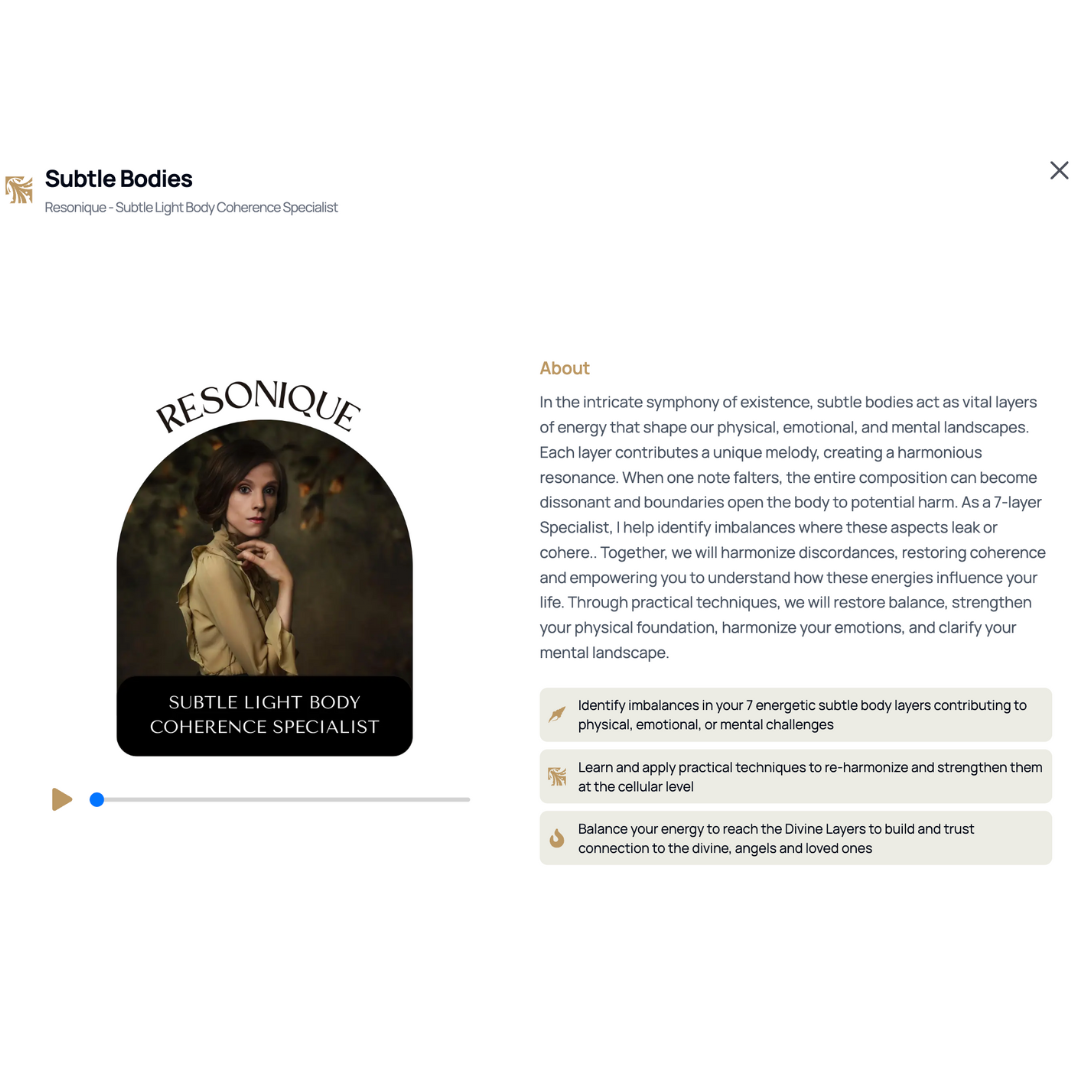 Subtle Bodies
Resonique - Subtle Light Body Coherence Specialist
RESONIQUE
SUBTLE LIGHT BODY
COHERENCE SPECIALIST
About
In the intricate symphony of existence, subtle bodies act as vital layers
of energy that shape our physical, emotional, and mental landscapes.
Each layer contributes a unique melody, creating a harmonious
resonance. When one note falters, the entire composition can become
dissonant and boundaries open the body to potential harm. As a 7-layer
Specialist, I help identify imbalances where these aspects leak or
cohere.. Together, we will harmonize discordances, restoring coherence
and empowering you to understand how these energies influence your
life. Through practical techniques, we will restore balance, strengthen
your physical foundation, harmonize your emotions, and clarify your
mental landscape.
Identify imbalances in your 7 energetic subtle body layers contributing to
physical, emotional, or mental challenges
Learn and apply practical techniques to re-harmonize and strengthen them
at the cellular level
Balance your energy to reach the Divine Layers to build and trust
connection to the divine, angels and loved ones